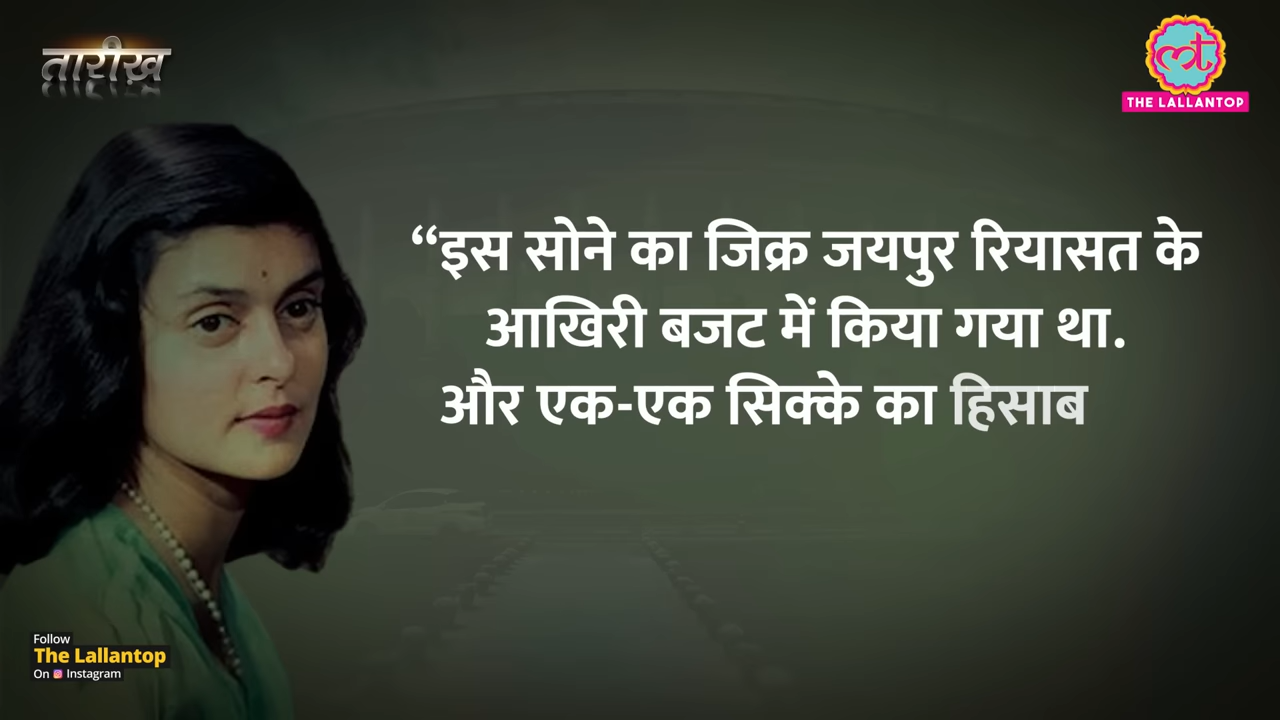 तारीख़
THE LALLANTOP
“इस सोने का जिक्र जयपुर रियासत के
आखिरी बजट में किया गया था.
और एक-एक सिक्के का हिसाब
Follow
The Lallantop
On Instagram